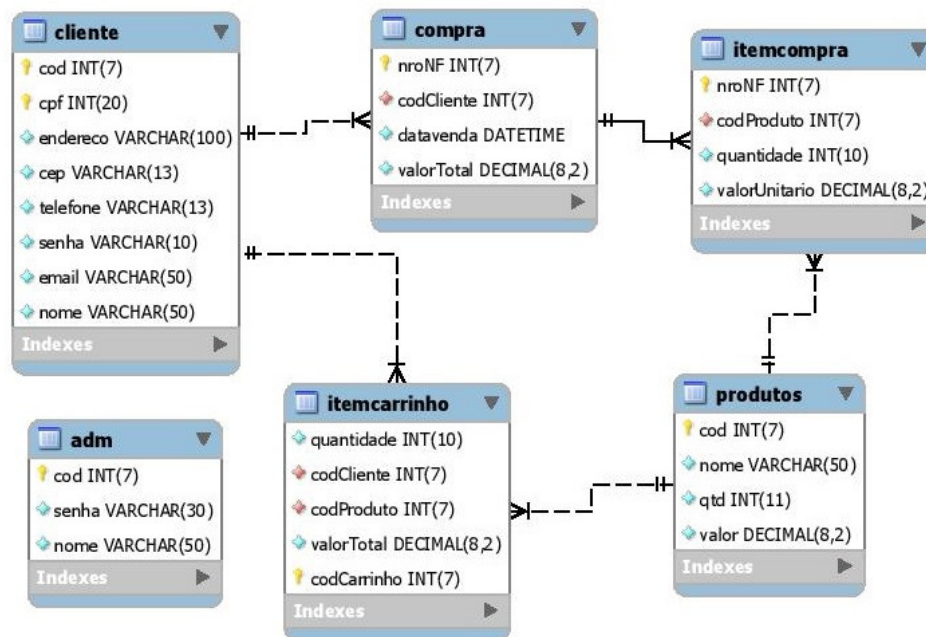 cliente
cod INT(7)
cpf INT(20)
endereco VARCHAR(100)
cep VARCHAR(13)
telefone VARCHAR(13)
senha VARCHAR(10)
email VARCHAR(50)
nome VARCHAR(50)
Indexes
compra
nroNF INT(7)
codCliente INT(7)
datavenda DATETIME
valorTotal DECIMAL(8,2)
Indexes
itemcompra
nroNF INT(7)
codProduto INT(7)
quantidade INT(10)
valorUnitario DECIMAL(8,2)
Indexes
adm
cod INT(7)
senha VARCHAR(30)
nome VARCHAR(50)
Indexes
itemcarrinho
quantidade INT(10)
codCliente INT(7)
codProduto INT(7)
valorTotal DECIMAL(8,2)
codCarrinho INT(7)
Indexes
produtos
cod INT(7)
nome VARCHAR(50)
qtd INT(11)
valor DECIMAL(8,2)
Indexes